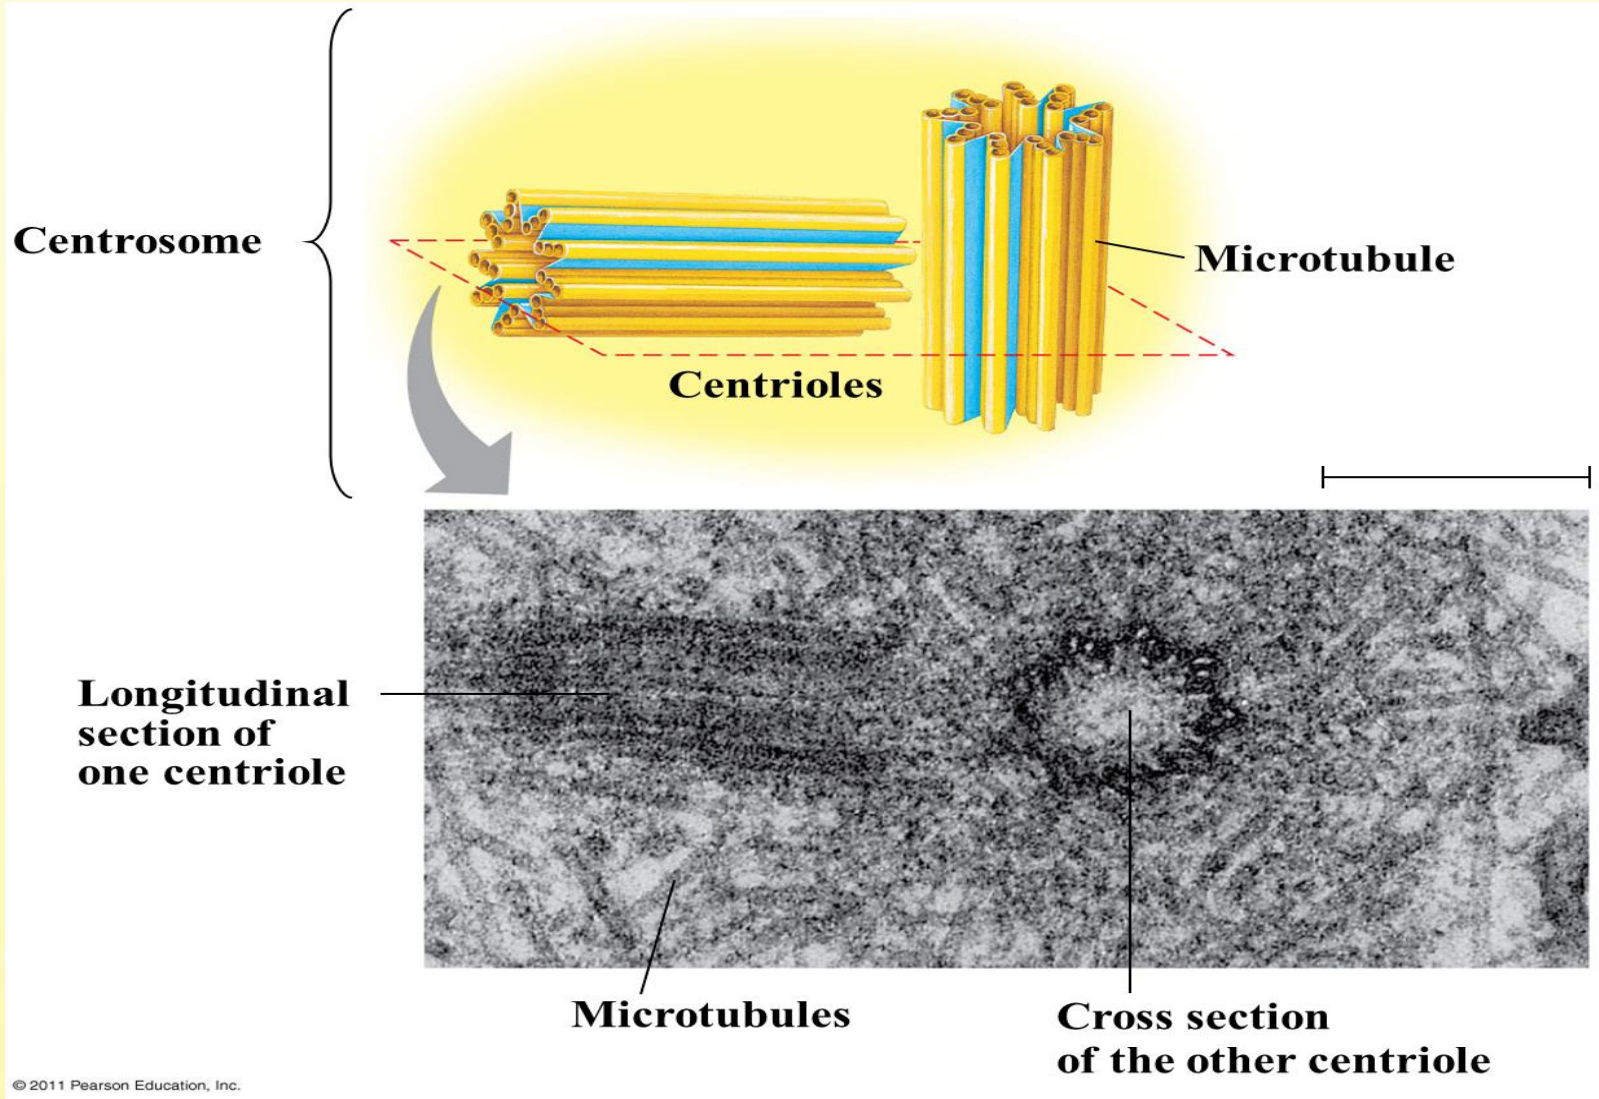 Centrosome
Microtubule
Centrioles
Longitudinal
section of
one centriole
Microtubules
Cross section
of the other centriole
© 2011 Pearson Education, Inc.